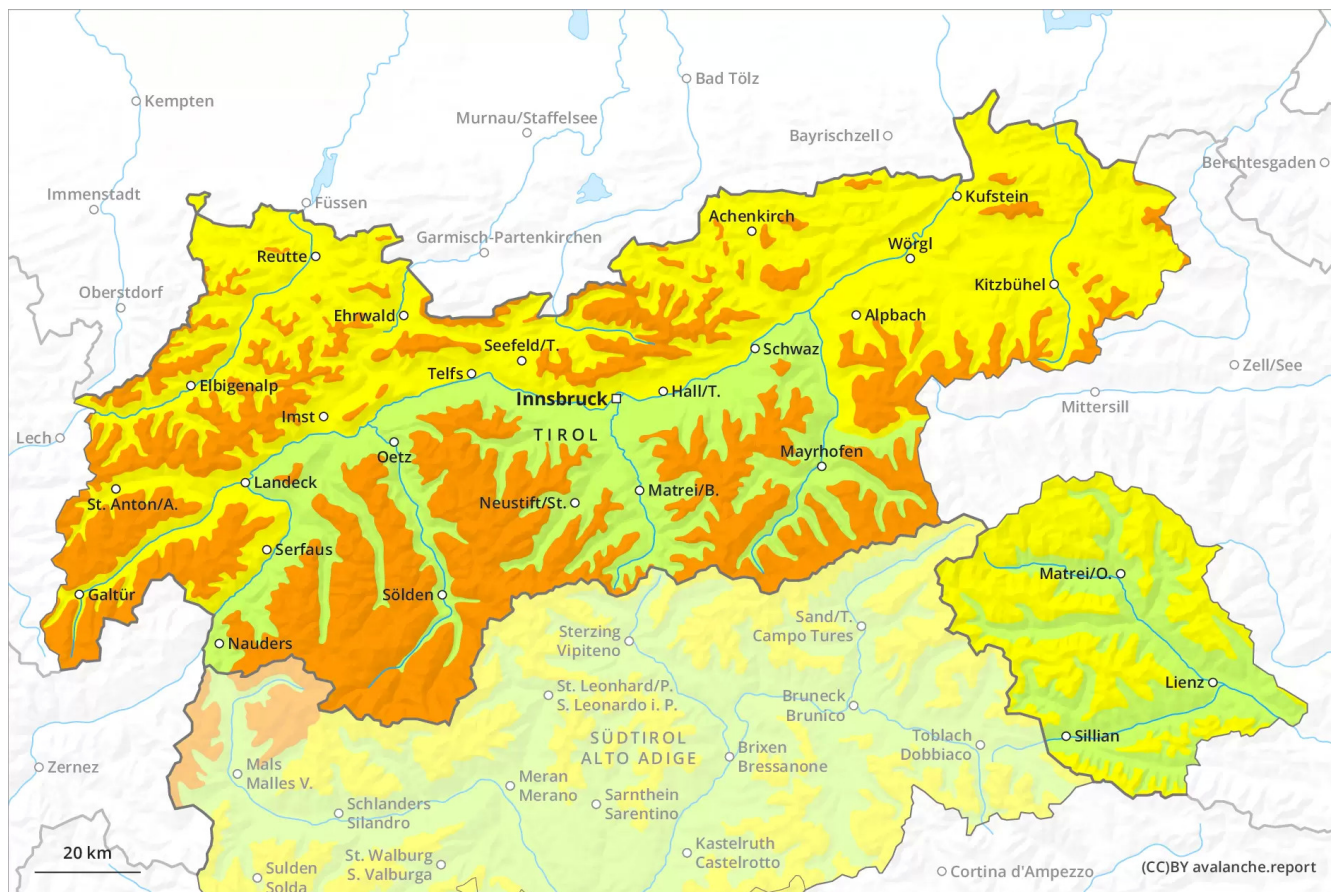 Bad Tölz
Kempten
Murnau/Staffelsee
Bayrischzell
Berchtesgaden
Immenstadt
Füssen
Kufstein
Achenkirch
Garmisch-Partenkirchen
Wörgl
Reutte
Kitzbühel
Oberstdorf
Ehrwald
Alpbach
Seefeld/T.
Schwaz
Zell/See
Telfs
Elbigenalp
Innsbruck
Hall/T.
Mittersill
Imst
Lech
TIROL
Oetz
Mayrhofen
Landeck
St. Anton/A.
Neustift/St.
Matrei/B.
Serfaus
Matrei/O.
Galtür
Sölden
Sand/T.
Campo Tures
Sterzing
Vipiteno
Nauders
Lienz
St. Leonhard/P.
S. Leonardo i. P.
Bruneck
Brunico
Sillian
Toblach
Dobbiaco
SÜDTIROL
ALTO ADIGE
Brixen
Bressanone
Zernez
Mals
Malles V.
Meran
Merano
Sarnthein
Sarentino
Schlanders
Silandro
Kastelruth
Castelrotto
20 km
St. Walburg
S. Valburga
Sulden
Solda
Cortina d'Ampezzo
(CC)BY avalanche.report